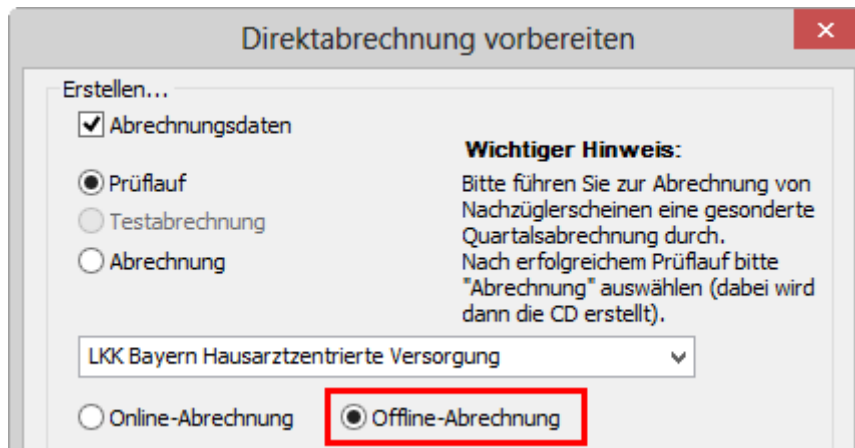 Direktabrechnung vorbereiten
Erstellen...
Abrechnungsdaten
Prüflauf
Testabrechnung
Abrechnung
Wichtiger Hinweis:
Bitte führen Sie zur Abrechnung von
Nachzüglerscheinen eine gesonderte
Quartalsabrechnung durch.
Nach erfolgreichem Prüflauf bitte
"Abrechnung" auswählen (dabei wird
dann die CD erstellt).
LKK Bayern Hausarztzentrierte Versorgung
Online-Abrechnung
Offline-Abrechnung